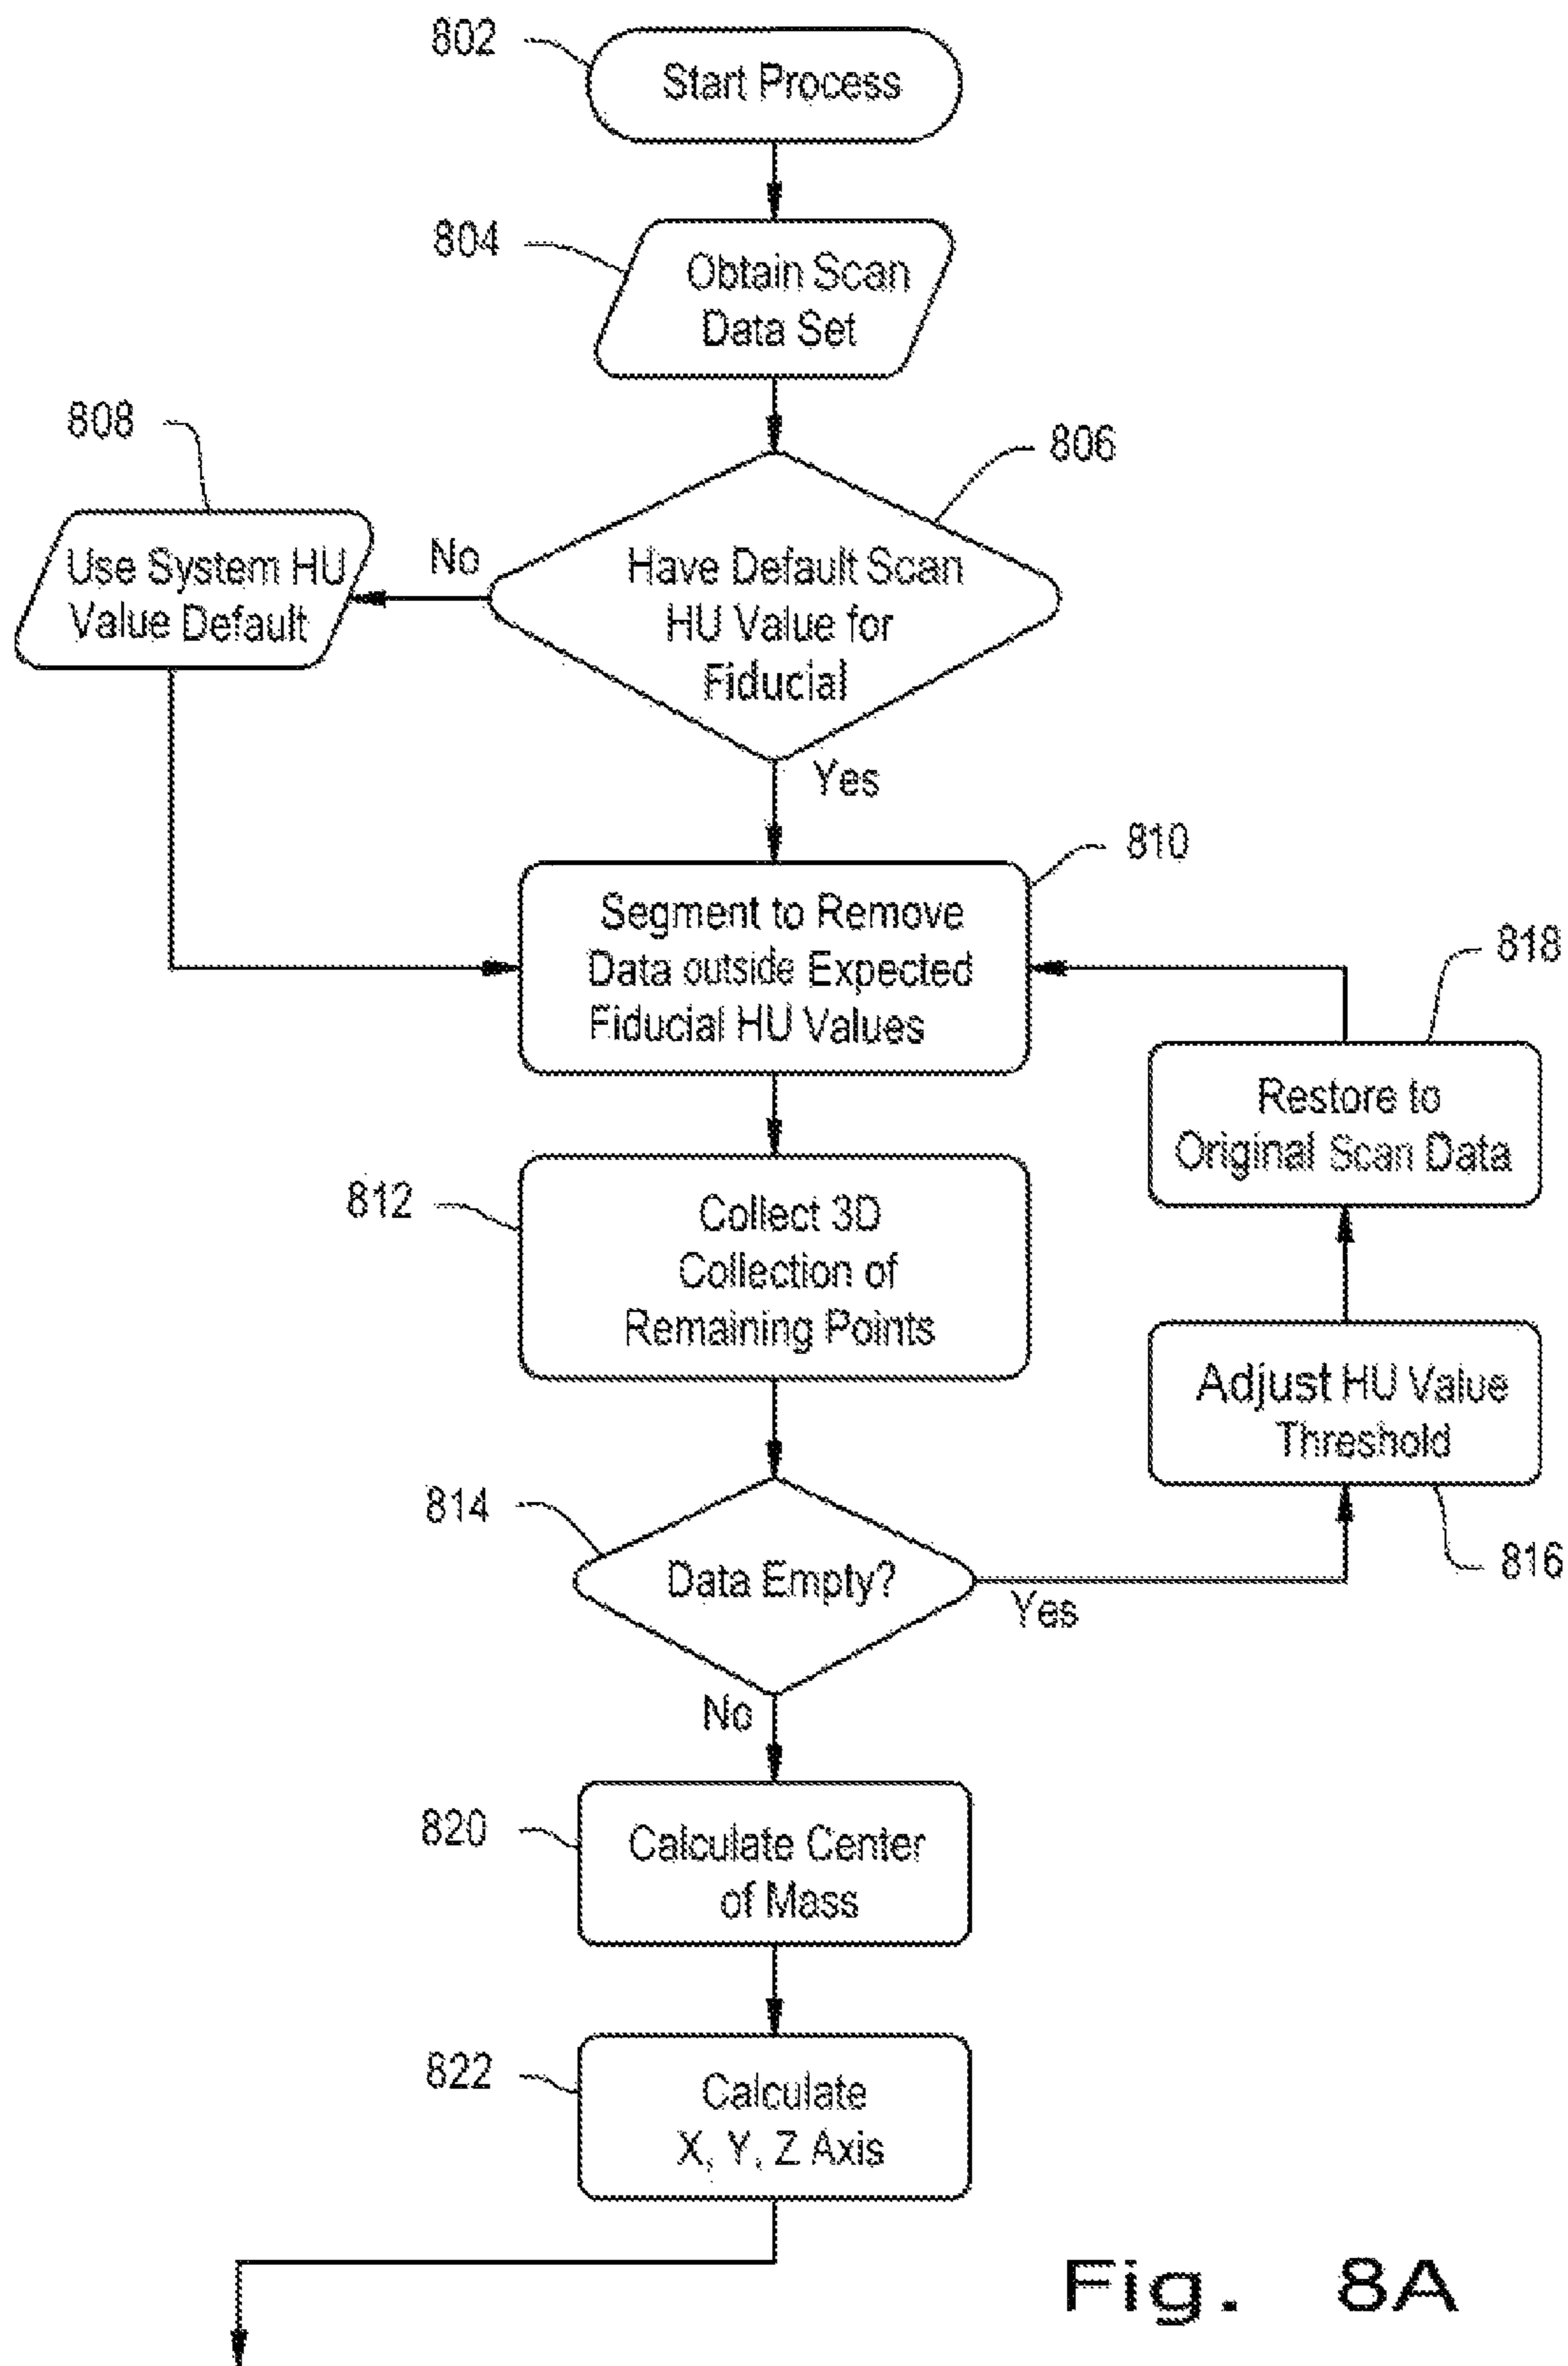 802
Start Process
804
Obtain Scan
Data Set
806
Have Default Scan
HU Value for
Fiducial
808
No
Use System HU
Value Default
Yes
810
Segment to Remove
Data outside Expected
Fiducial HU Values
818
Restore to
Original Scan Data
812
Collect 3D
Collection of
Remaining Points
Adjust HU Value
Threshold
816
814
Data Empty?
Yes
No
820
Calculate Center
of Mass
822
Calculate
X, Y, Z Axis
Fig. 8A